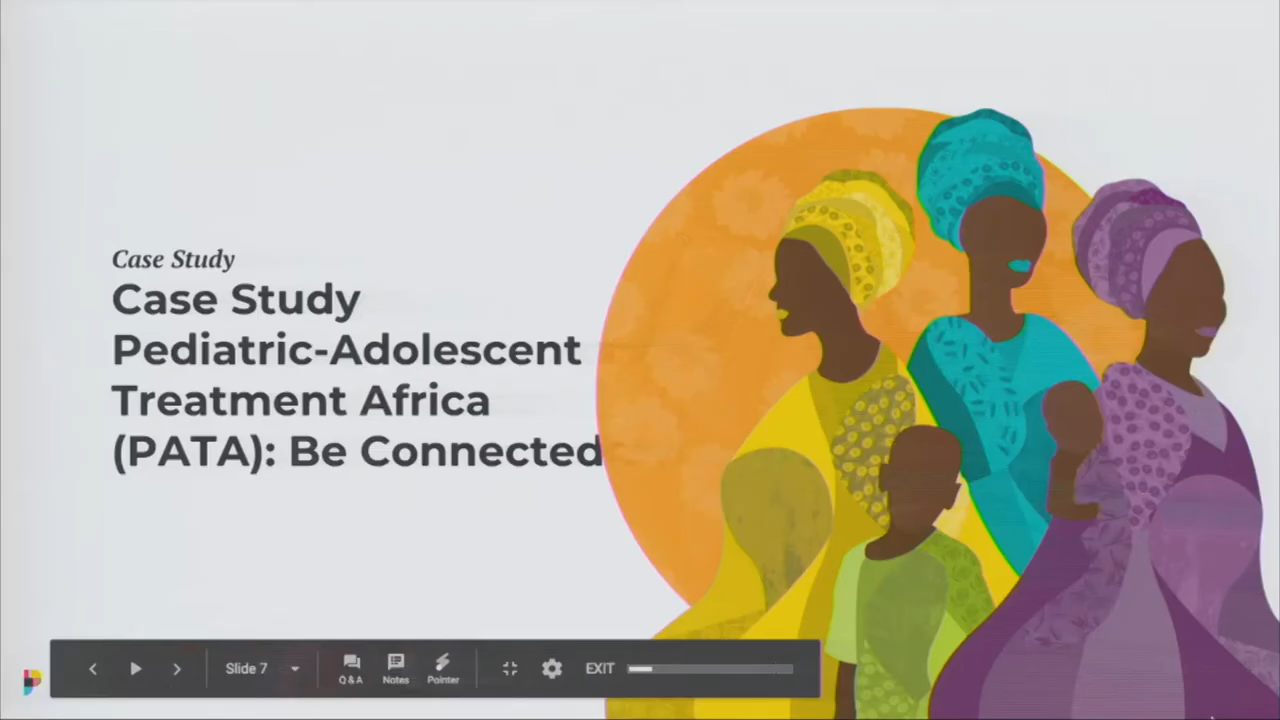 Case Study
Case Study
Pediatric-Adolescent
Treatment Africa
(PATA): Be Connected
Slide 7
Q & A
Notes
Pointer
EXIT